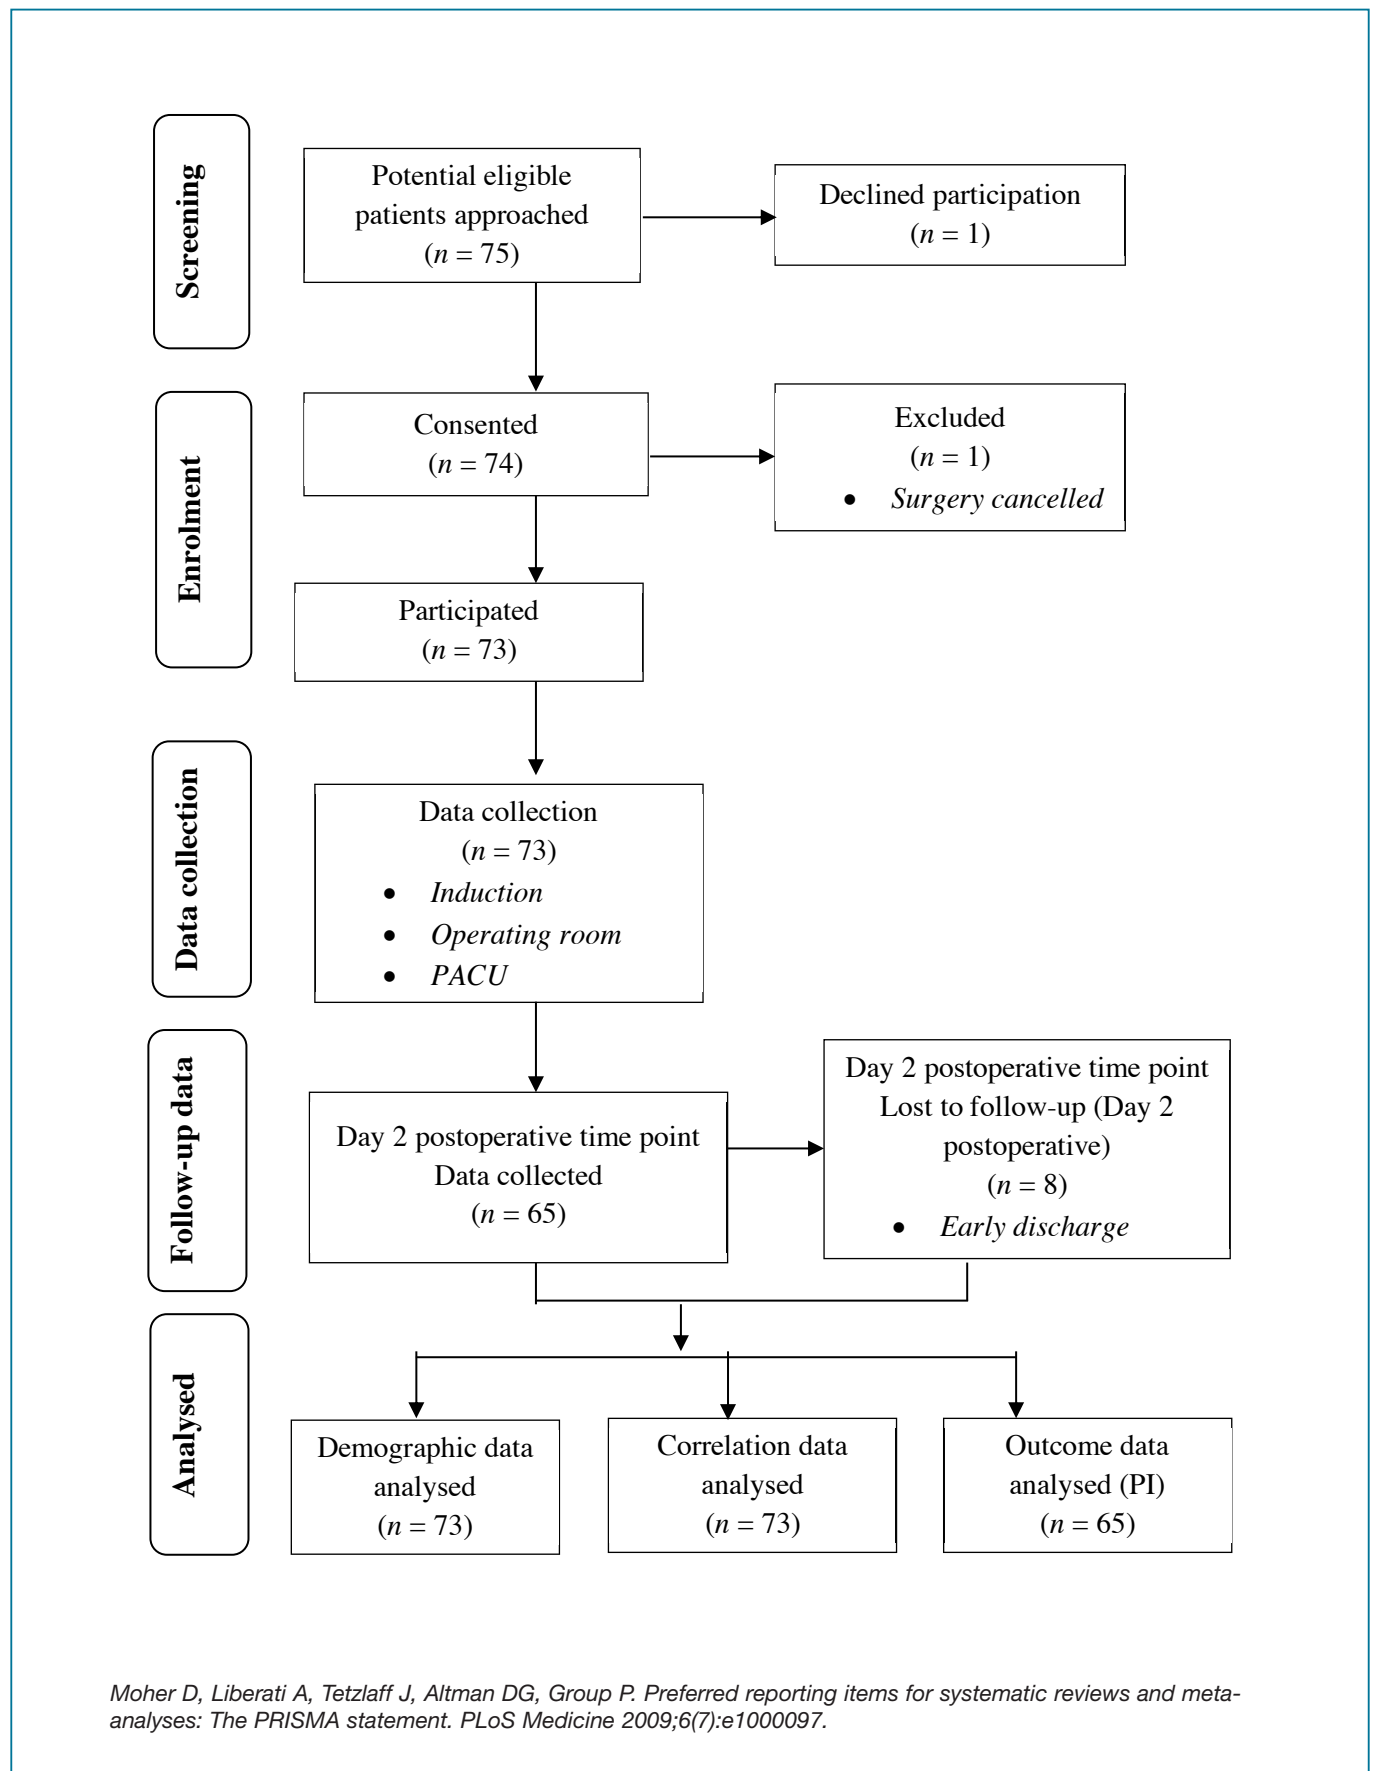 Screening
Potential eligible
patients approached
(n = 75)
Declined participation
(n = 1)
Enrolment
Consented
(n = 74)
Excluded
(n = 1)
• Surgery cancelled
Participated
(n = 73)
Data collection
Data collection
(n = 73)
• Induction
• Operating room
• PACU
Follow-up data
Day 2 postoperative time point
Data collected
(n = 65)
Day 2 postoperative time point
Lost to follow-up (Day 2
postoperative)
(n = 8)
• Early discharge
Analysed
Demographic data
analysed
(n = 73)
Correlation data
analysed
(n = 73)
Outcome data
analysed (PI)
(n = 65)
Moher D, Liberati A, Tetzlaff J, Altman DG, Group P. Preferred reporting items for systematic reviews and meta-
analyses: The PRISMA statement. PLoS Medicine 2009;6(7):e1000097.